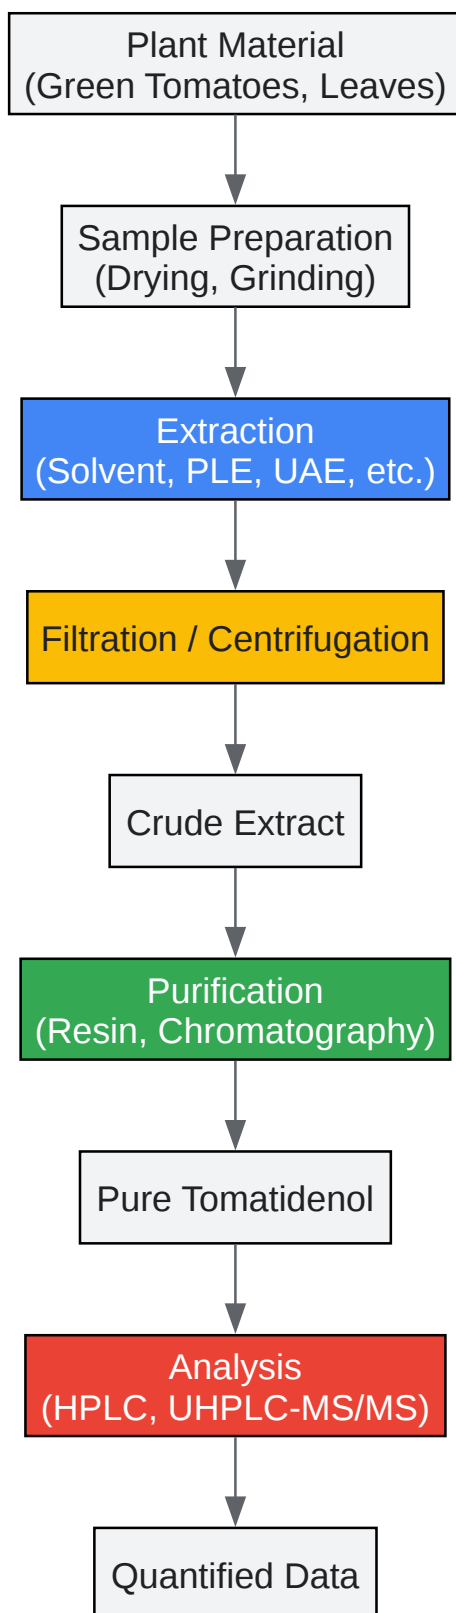 Plant Material
(Green Tomatoes, Leaves)
Sample Preparation
(Drying, Grinding)
Extraction
(Solvent, PLE, UAE, etc.)
Filtration / Centrifugation
Crude Extract
Purification
(Resin, Chromatography)
Pure Tomatidenol
Analysis
(HPLC, UHPLC-MS/MS)
Quantified Data